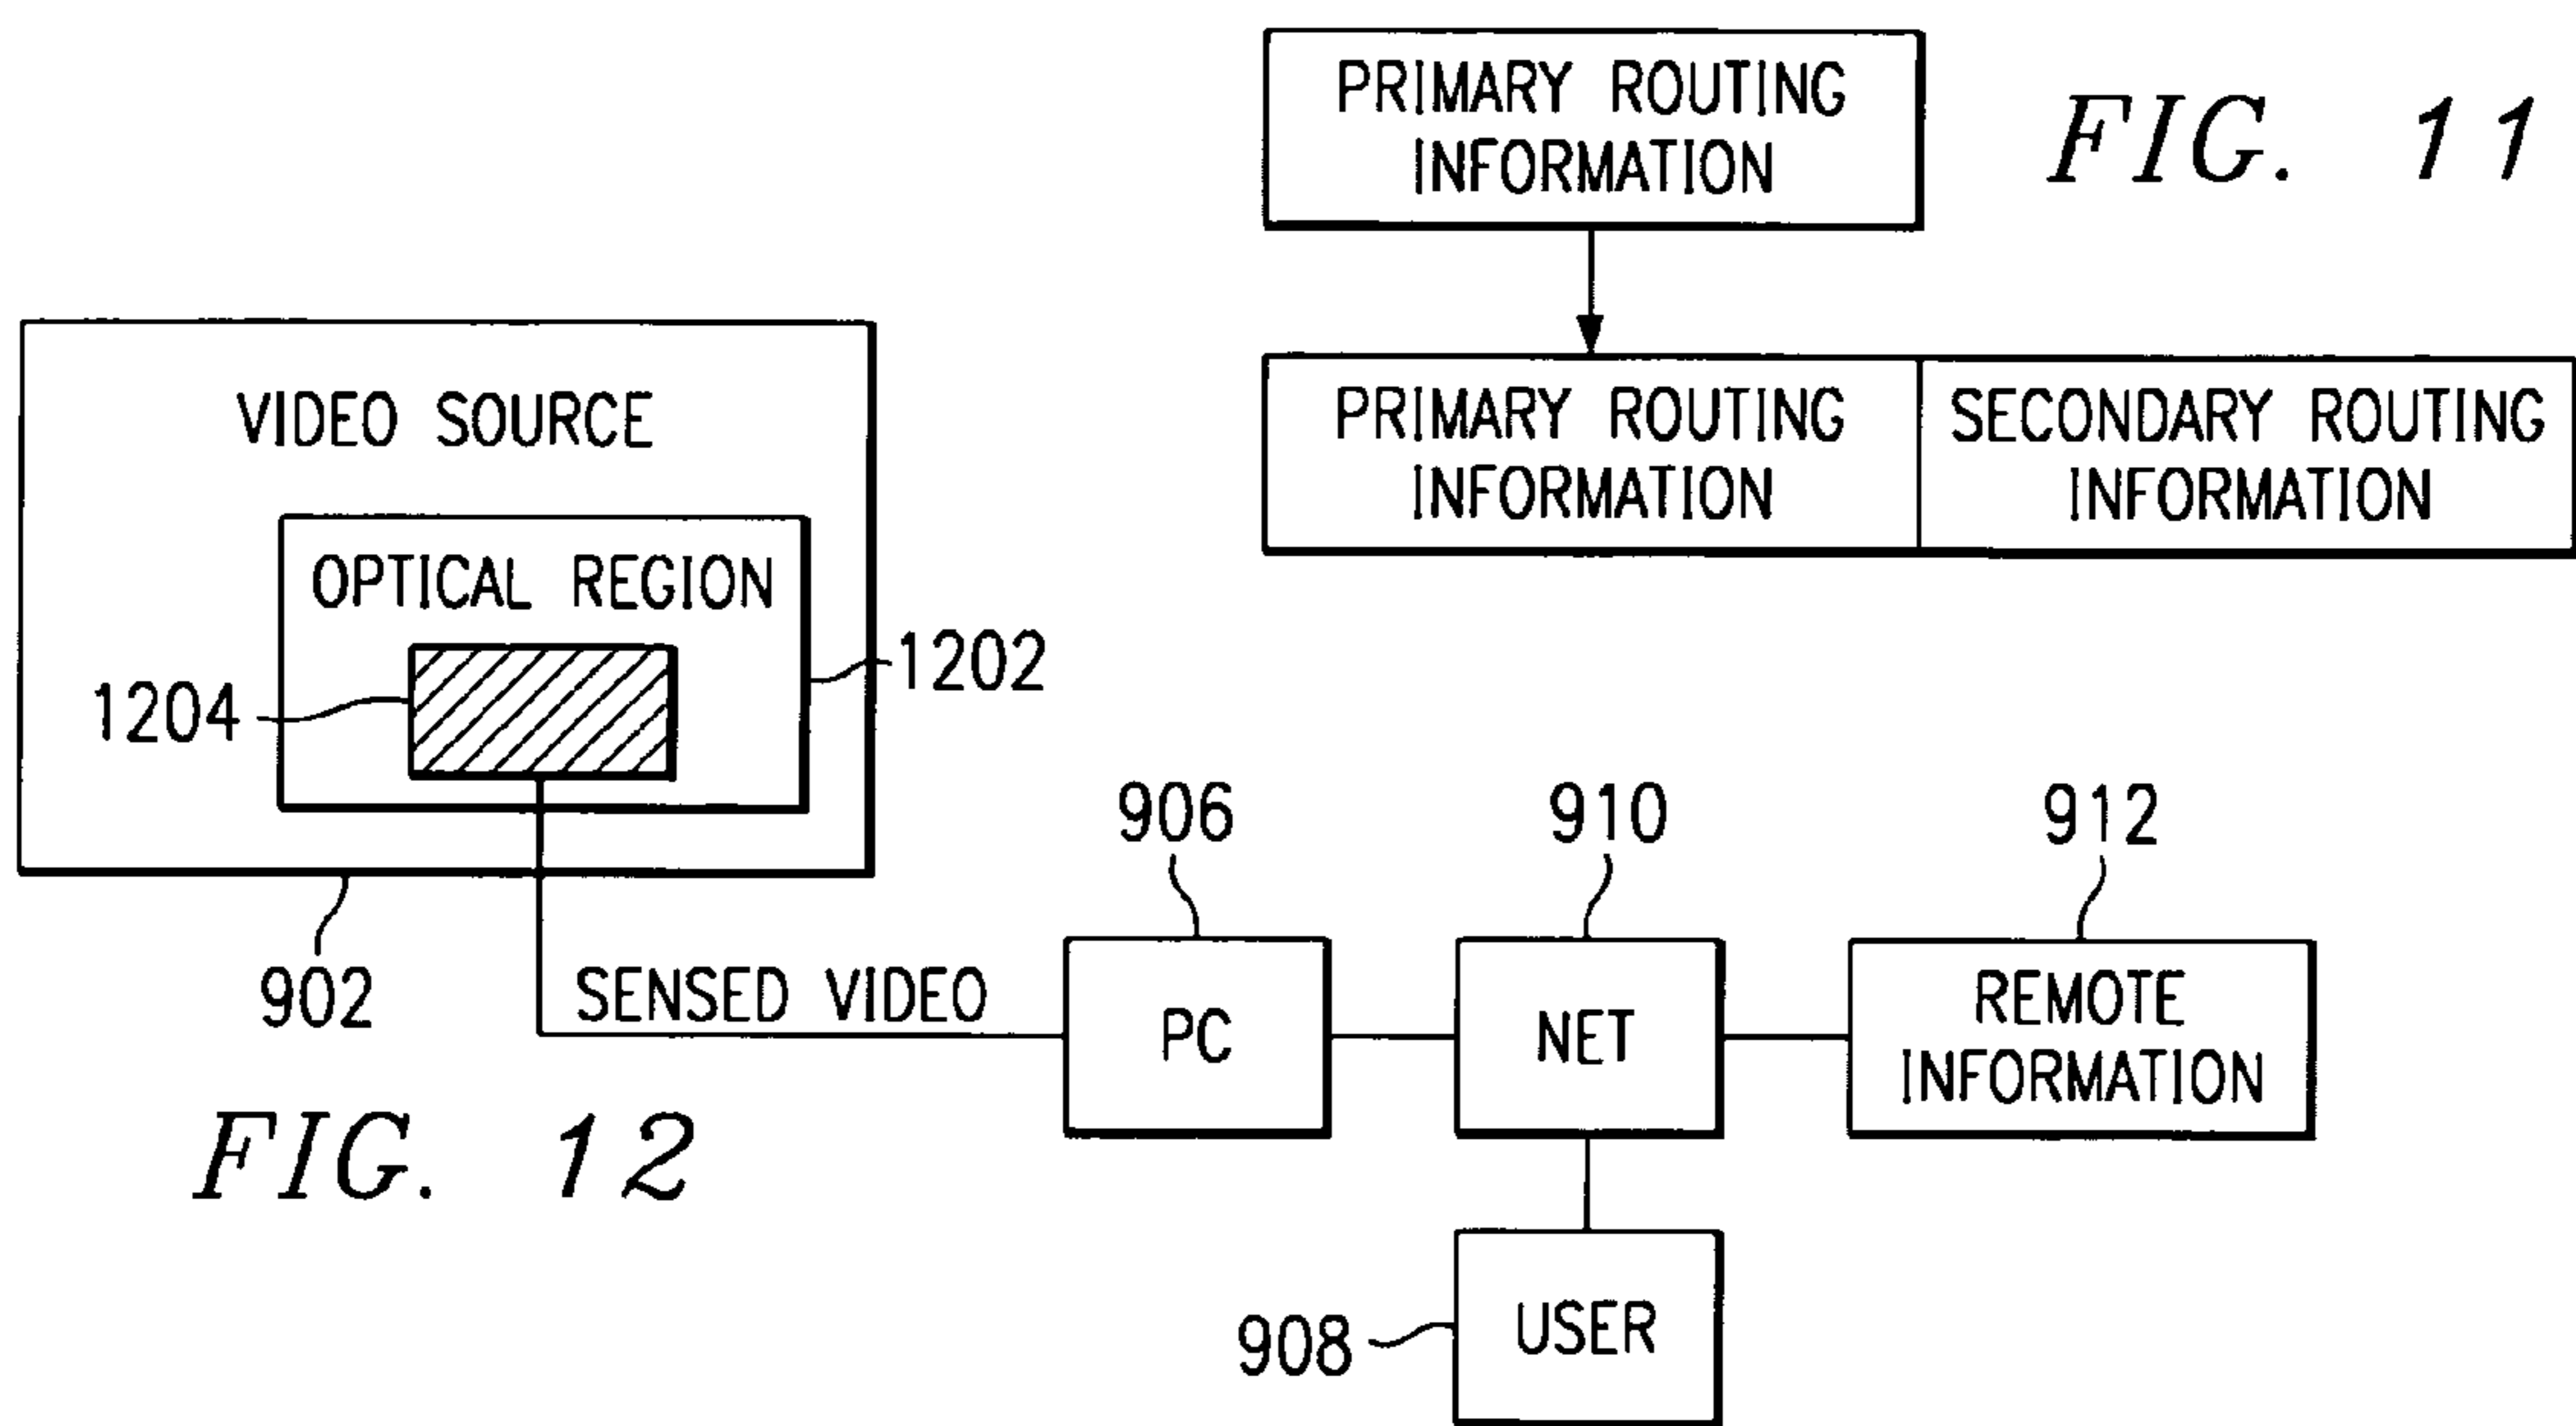 PRIMARY ROUTING
INFORMATION
FIG. 11
PRIMARY ROUTING
INFORMATION
SECONDARY ROUTING
INFORMATION
VIDEO SOURCE
OPTICAL REGION
1202
1204
902
SENSED VIDEO
906
PC
910
NET
912
REMOTE
INFORMATION
908
USER
FIG. 12